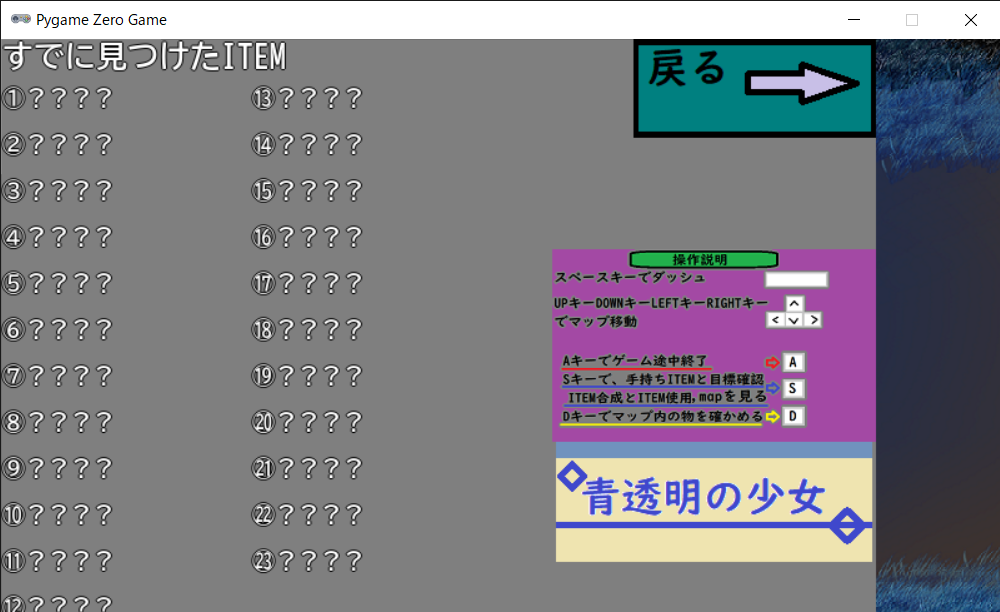 Pygame Zero Game
すでに見つけたITEM
①????
②????
③????
④????
⑤????
⑥????
⑦????
⑧????
⑨????
⑩????
⑪????
⑫????
⑬????
⑭????
⑮????
⑯????
⑰????
⑱????
⑲????
⑳????
㉑????
㉒????
㉓????
戻る
操作説明
スペースキーでダッシュ
UPキーDOWNキーLEFTキーRIGHTキー
でマップ移動
Aキーでゲーム途中終了 A
Sキーで、手持ちITEMと目標確認
ITEM合成とITEM使用,mapを見る S
Dキーでマップ内の物を確かめる D
青透明の少女